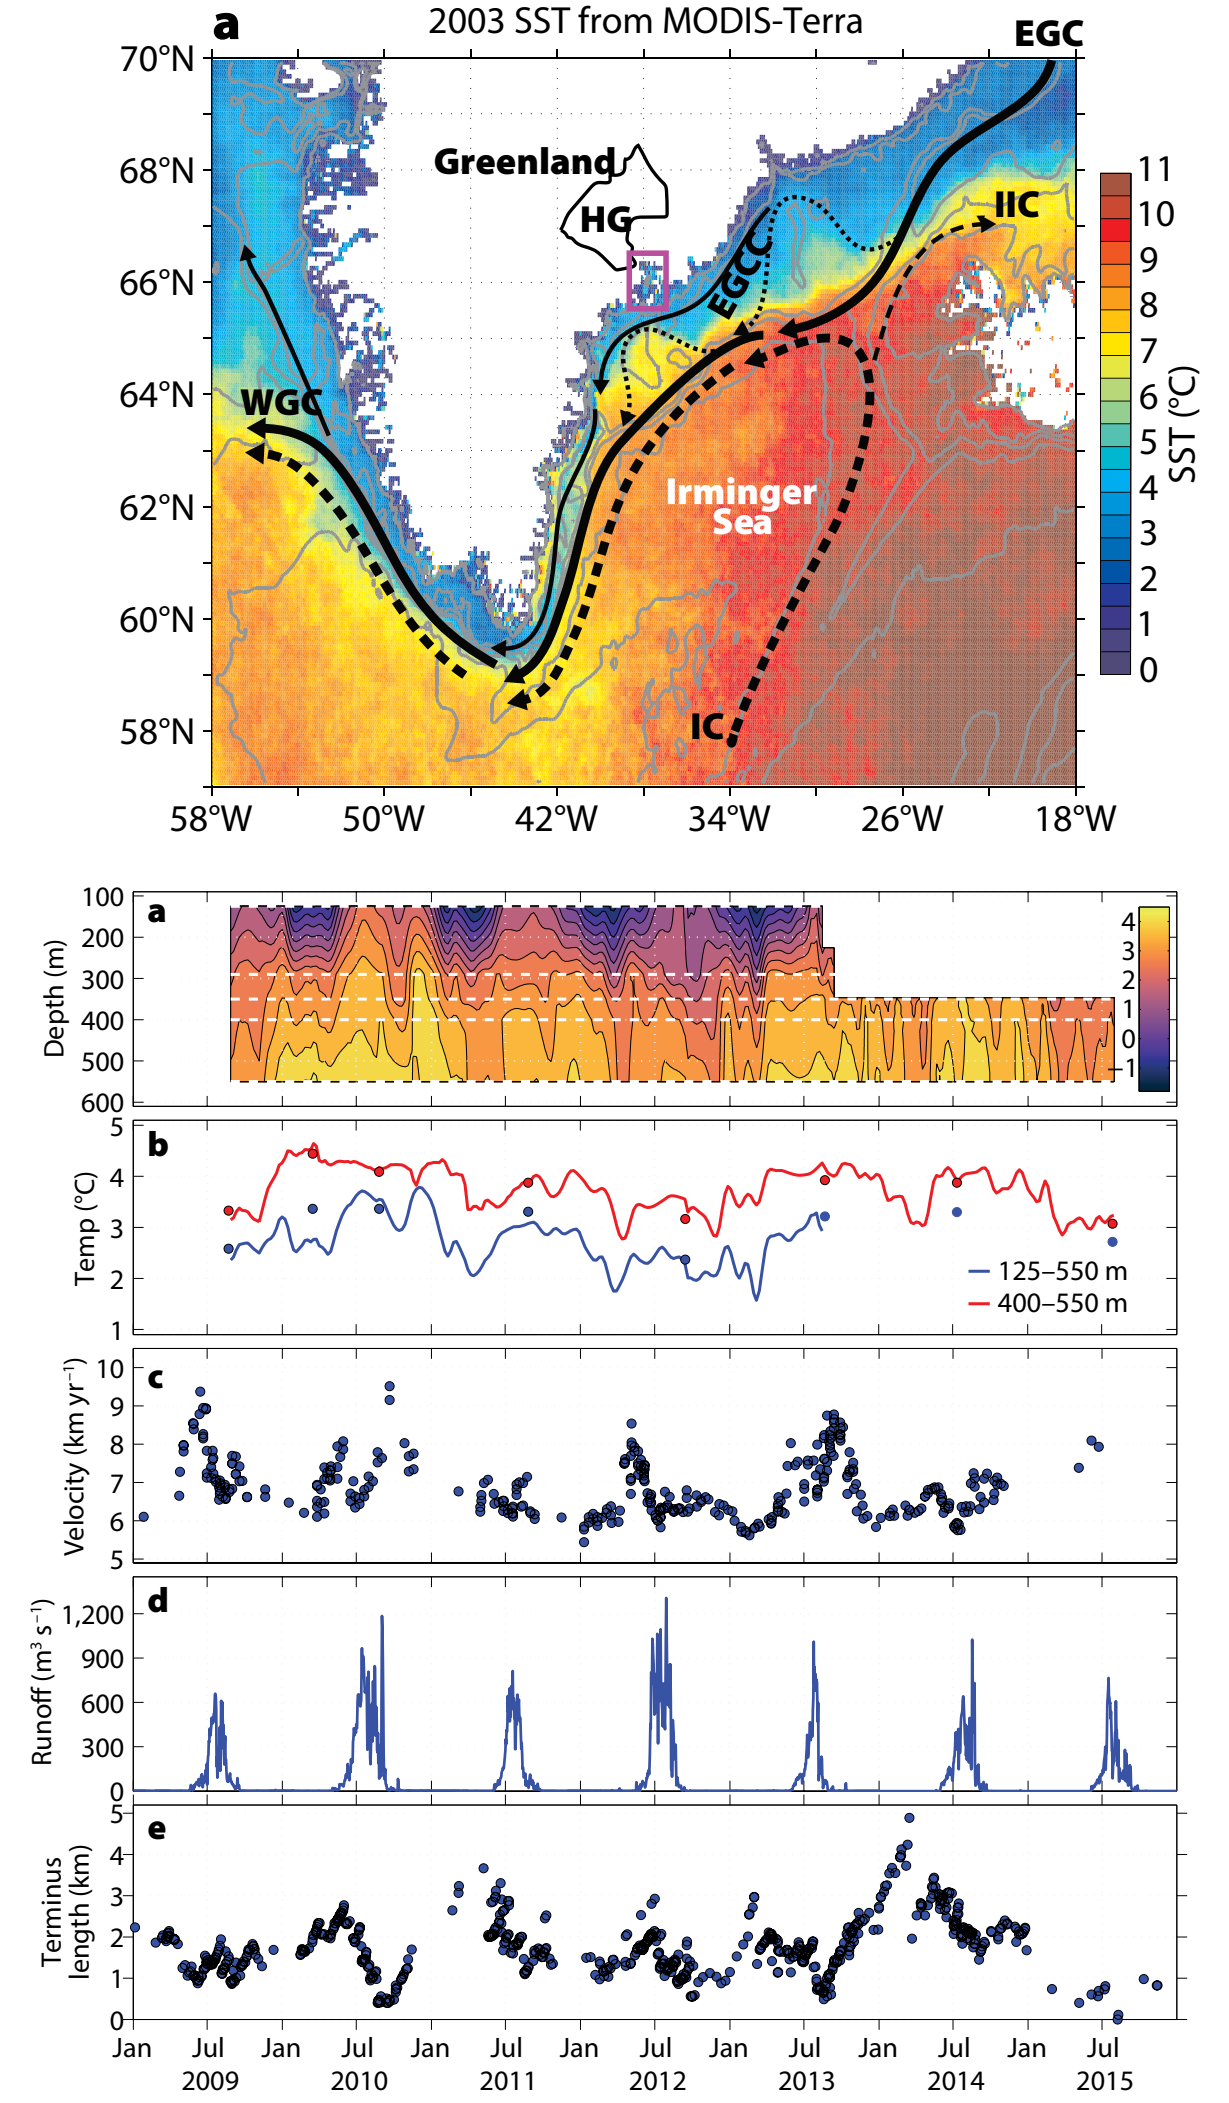 a
2003 SST from MODIS-Terra
EGC
70°N
68°N
66°N
64°N
62°N
60°N
58°N
Greenland
HG
EGCC
IIC
WGC
Irminger
Sea
IC
58°W
50°W
42°W
34°W
26°W
18°W
11
10
9
8
7
6
5
4
3
2
1
0
SST (°C)
a
Depth (m)
100
200
300
400
500
600
4
3
2
1
0
−1
b
Temp (°C)
5
4
3
2
1
125–550 m
400–550 m
c
Velocity (km yr⁻¹)
10
9
8
7
6
5
d
Runoff (m³ s⁻¹)
1,200
900
600
300
0
e
Terminus
length (km)
5
4
3
2
1
0
Jan Jul Jan Jul Jan Jul Jan Jul Jan Jul Jan Jul Jan Jul
2009 2010 2011 2012 2013 2014 2015